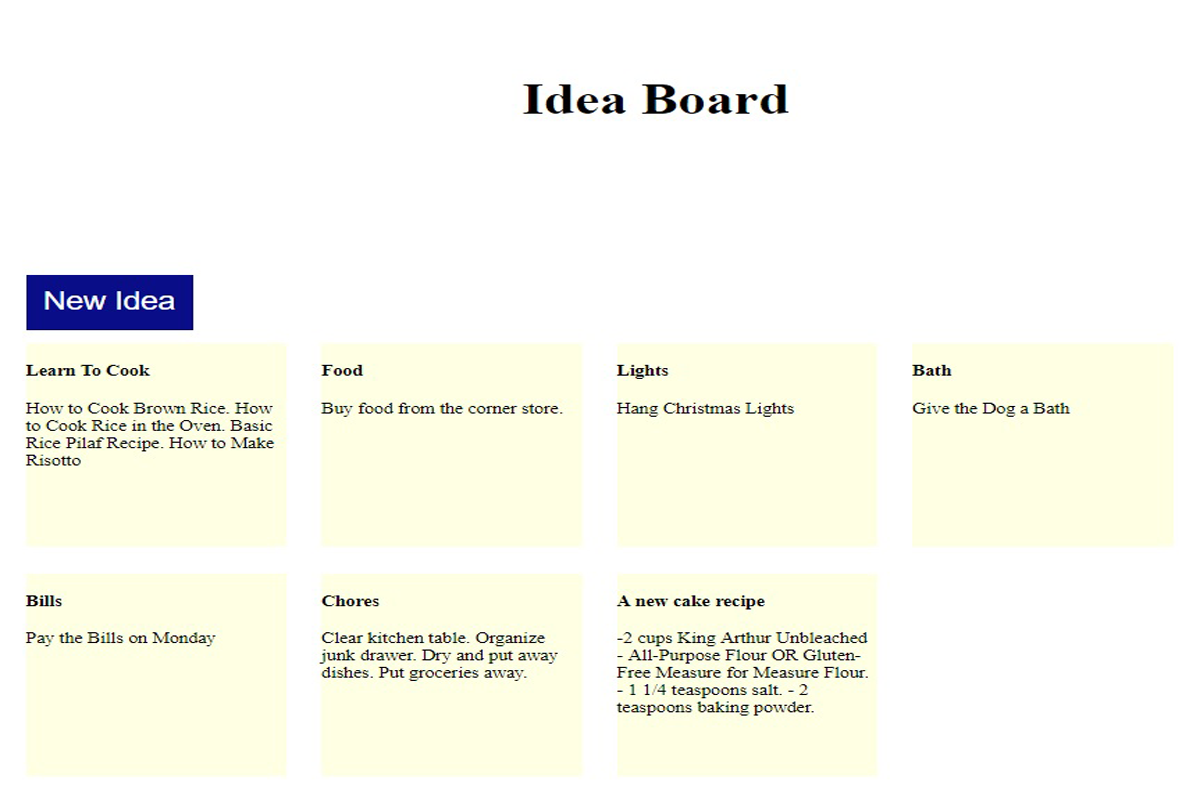 Idea Board
New Idea
Learn To Cook
How to Cook Brown Rice. How
to Cook Rice in the Oven. Basic
Rice Pilaf Recipe. How to Make
Risotto
Food
Buy food from the corner store.
Lights
Hang Christmas Lights
Bath
Give the Dog a Bath
Bills
Pay the Bills on Monday
Chores
Clear kitchen table. Organize
junk drawer. Dry and put away
dishes. Put groceries away.
A new cake recipe
-2 cups King Arthur Unbleached
- All-Purpose Flour OR Gluten-
Free Measure for Measure Flour.
- 1 1/4 teaspoons salt. - 2
teaspoons baking powder.